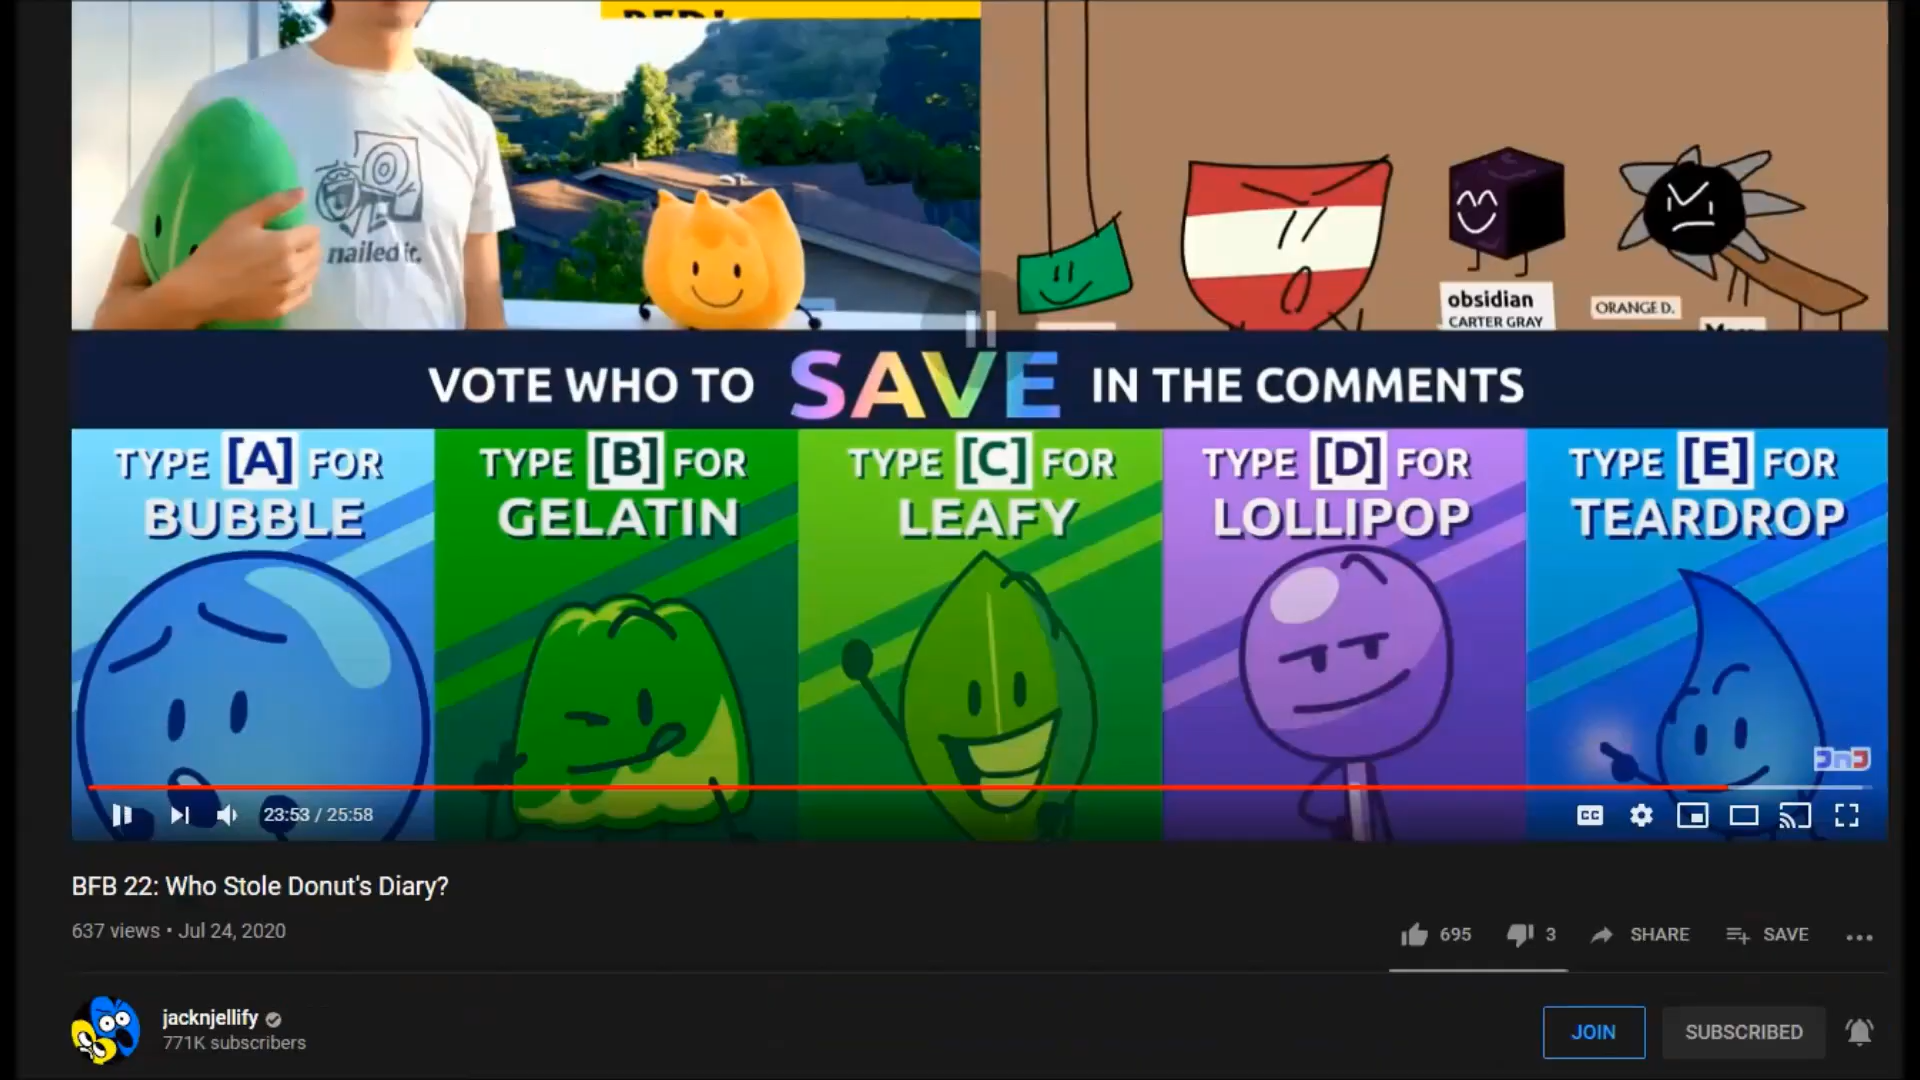 BFB!
nailed it.
obsidian
CARTER GRAY
ORANGE D.
VOTE WHO TO SAVE IN THE COMMENTS
TYPE [A] FOR
BUBBLE
TYPE [B] FOR
GELATIN
TYPE [C] FOR
LEAFY
TYPE [D] FOR
LOLLIPOP
TYPE [E] FOR
TEARDROP
23:53 / 25:58
CC
BFB 22: Who Stole Donut's Diary?
637 views • Jul 24, 2020
695
3
SHARE
SAVE
jacknjellify
771K subscribers
JOIN
SUBSCRIBED